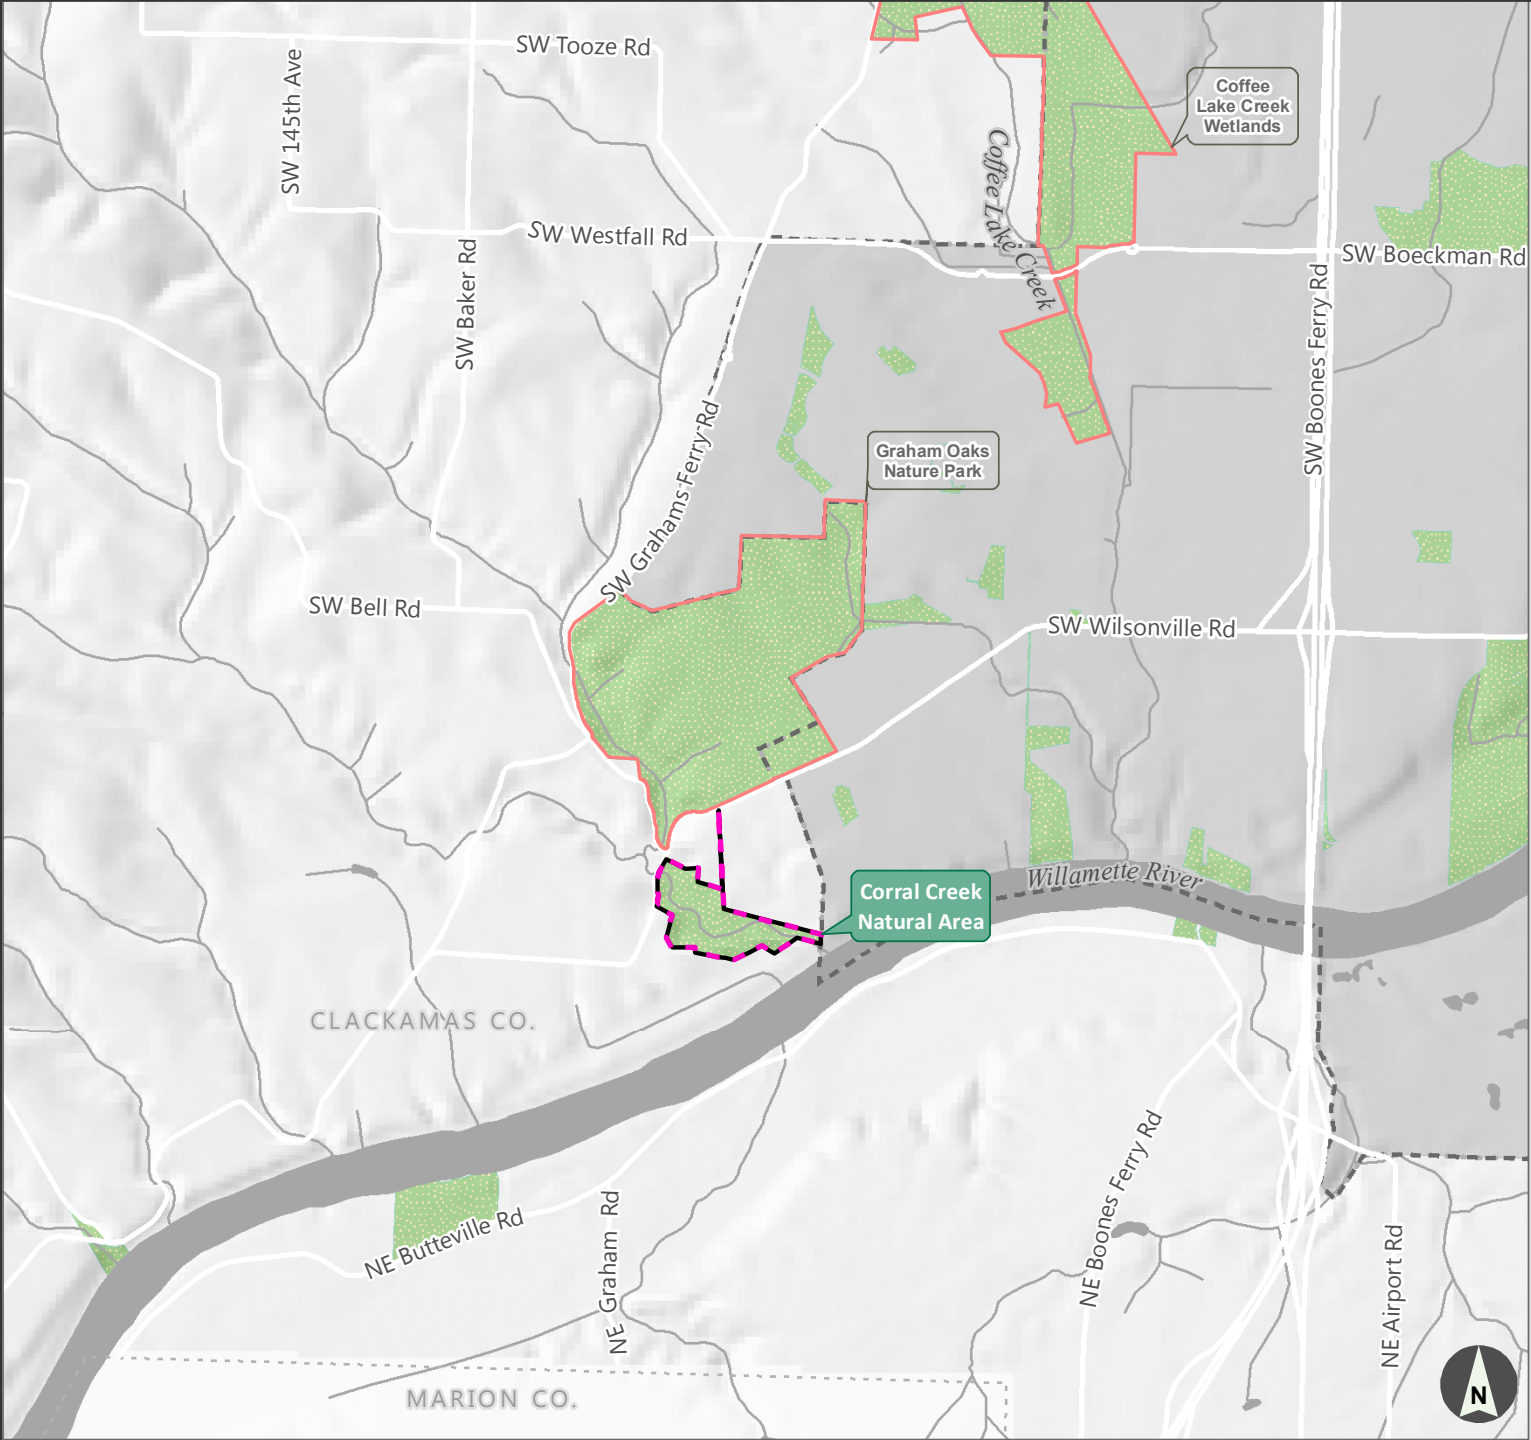 SW Tooze Rd
SW 145th Ave
Coffee
Lake Creek
Wetlands
Coffee Lake Creek
SW Westfall Rd
SW Boeckman Rd
SW Baker Rd
SW Boones Ferry Rd
SW Grahams Ferry Rd
Graham Oaks
Nature Park
SW Bell Rd
SW Wilsonville Rd
Willamette River
Corral Creek
Natural Area
CLACKAMAS CO.
NE Butteville Rd
NE Graham Rd
NE Boones Ferry Rd
NE Airport Rd
MARION CO.
N